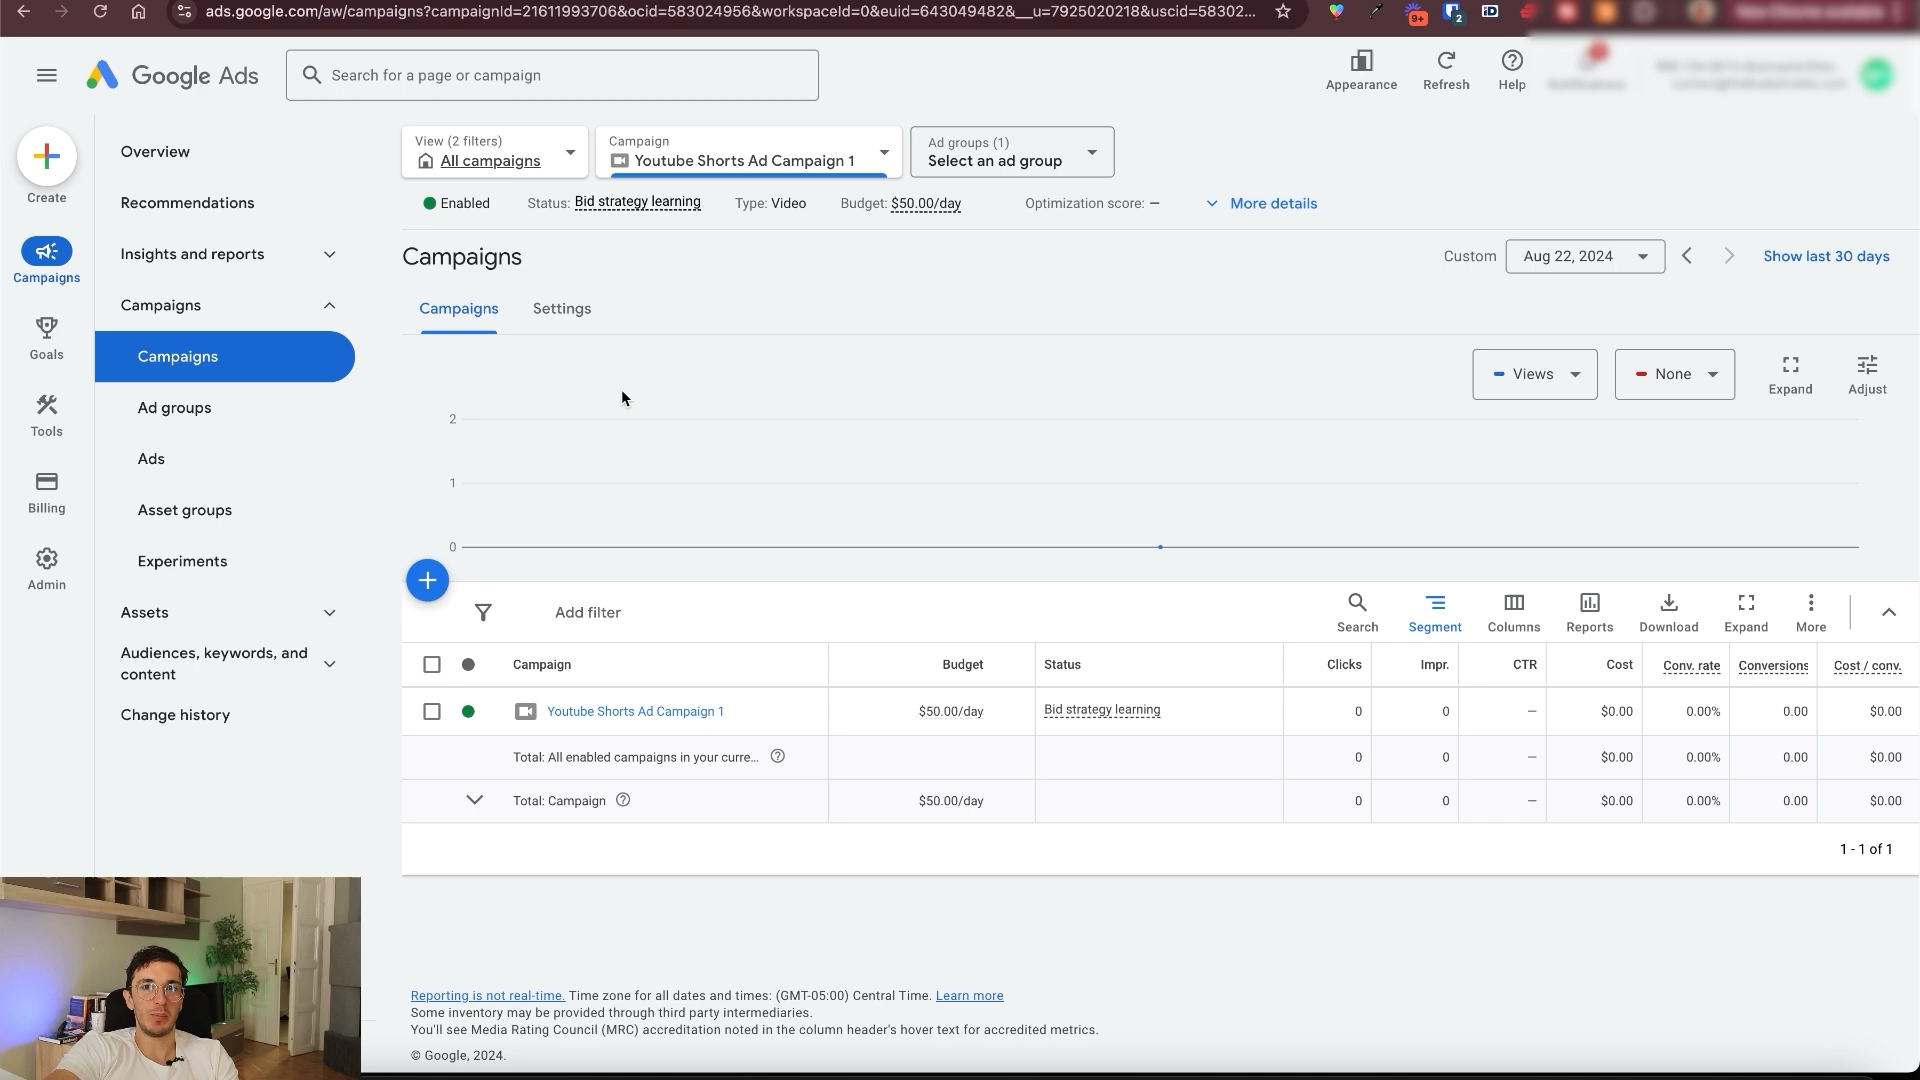 ads.google.com/aw/campaigns?campaignId=21611993706&ocid=583024956&workspaceId=0&euid=643049482&__u=7925020218&uscid=58302...
9+
2
Google Ads
Search for a page or campaign
Appearance
Refresh
Help
Create
Campaigns
Goals
Tools
Billing
Admin
Overview
Recommendations
Insights and reports
Campaigns
Campaigns
Ad groups
Ads
Asset groups
Experiments
Assets
Audiences, keywords, and
content
Change history
View (2 filters)
All campaigns
Campaign
Youtube Shorts Ad Campaign 1
Ad groups (1)
Select an ad group
Enabled Status: Bid strategy learning Type: Video Budget: $50.00/day Optimization score: – More details
Campaigns
Custom Aug 22, 2024 Show last 30 days
Campaigns Settings
Views None Expand Adjust
2
1
0
Add filter
Search Segment Columns Reports Download Expand More
Campaign Budget Status Clicks Impr. CTR Cost Conv. rate Conversions Cost / conv.
Youtube Shorts Ad Campaign 1 $50.00/day Bid strategy learning 0 0 – $0.00 0.00% 0.00 $0.00
Total: All enabled campaigns in your curre... 0 0 – $0.00 0.00% 0.00 $0.00
Total: Campaign $50.00/day 0 0 – $0.00 0.00% 0.00 $0.00
1 - 1 of 1
Reporting is not real-time. Time zone for all dates and times: (GMT-05:00) Central Time. Learn more
Some inventory may be provided through third party intermediaries.
You'll see Media Rating Council (MRC) accreditation noted in the column header's hover text for accredited metrics.
© Google, 2024.